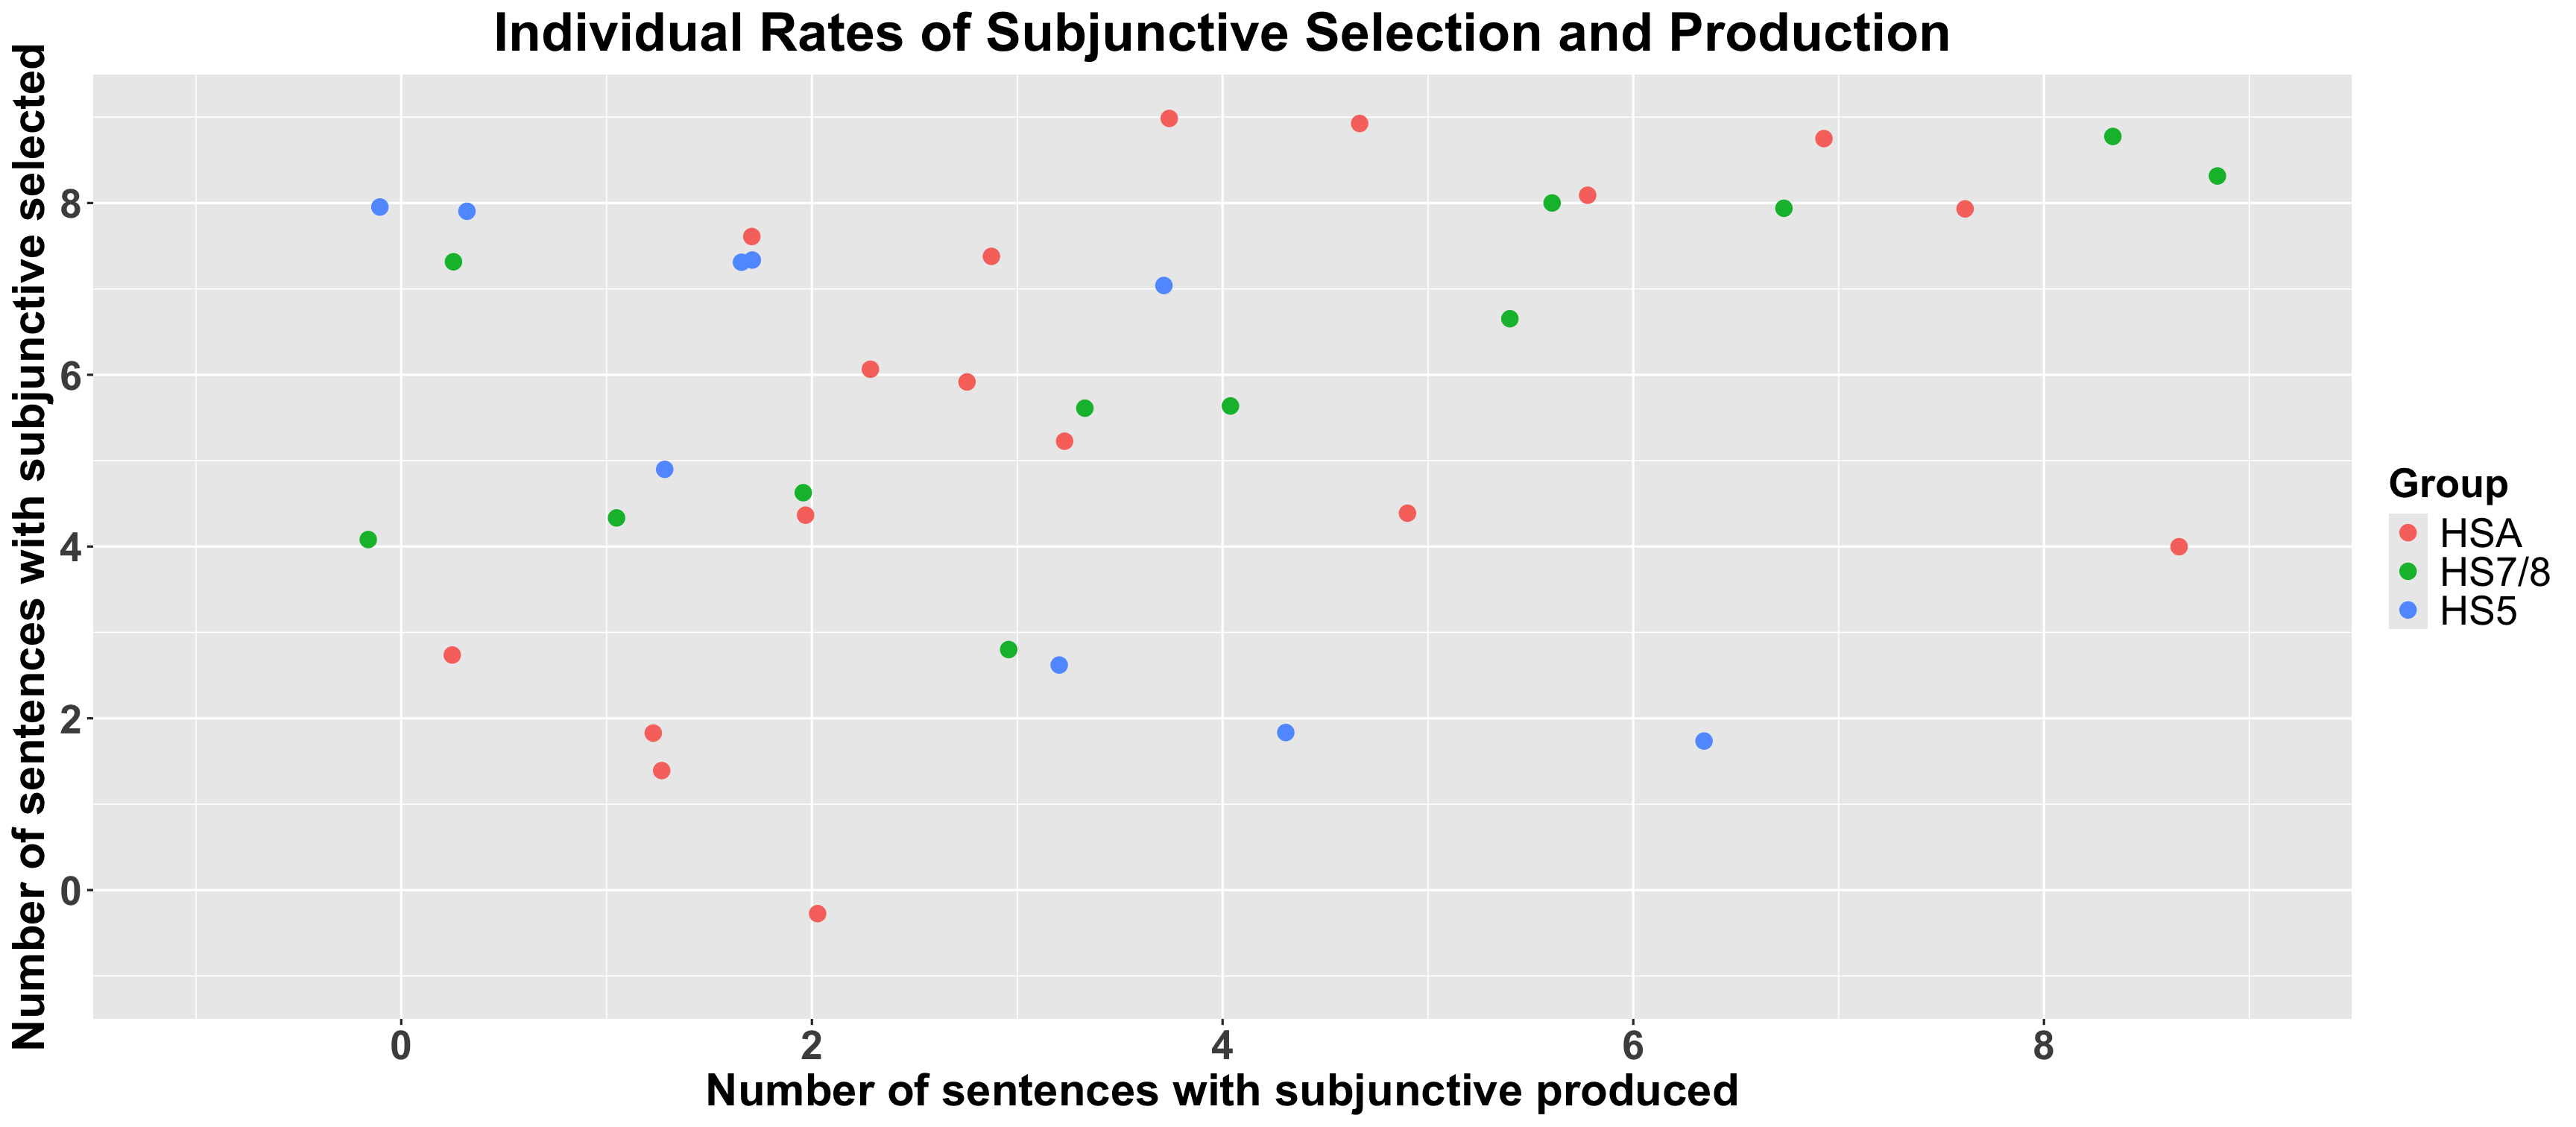 Individual Rates of Subjunctive Selection and Production
Number of sentences with subjunctive selected
8
6
4
2
0
0 2 4 6 8
Number of sentences with subjunctive produced
Group
HSA
HS7/8
HS5